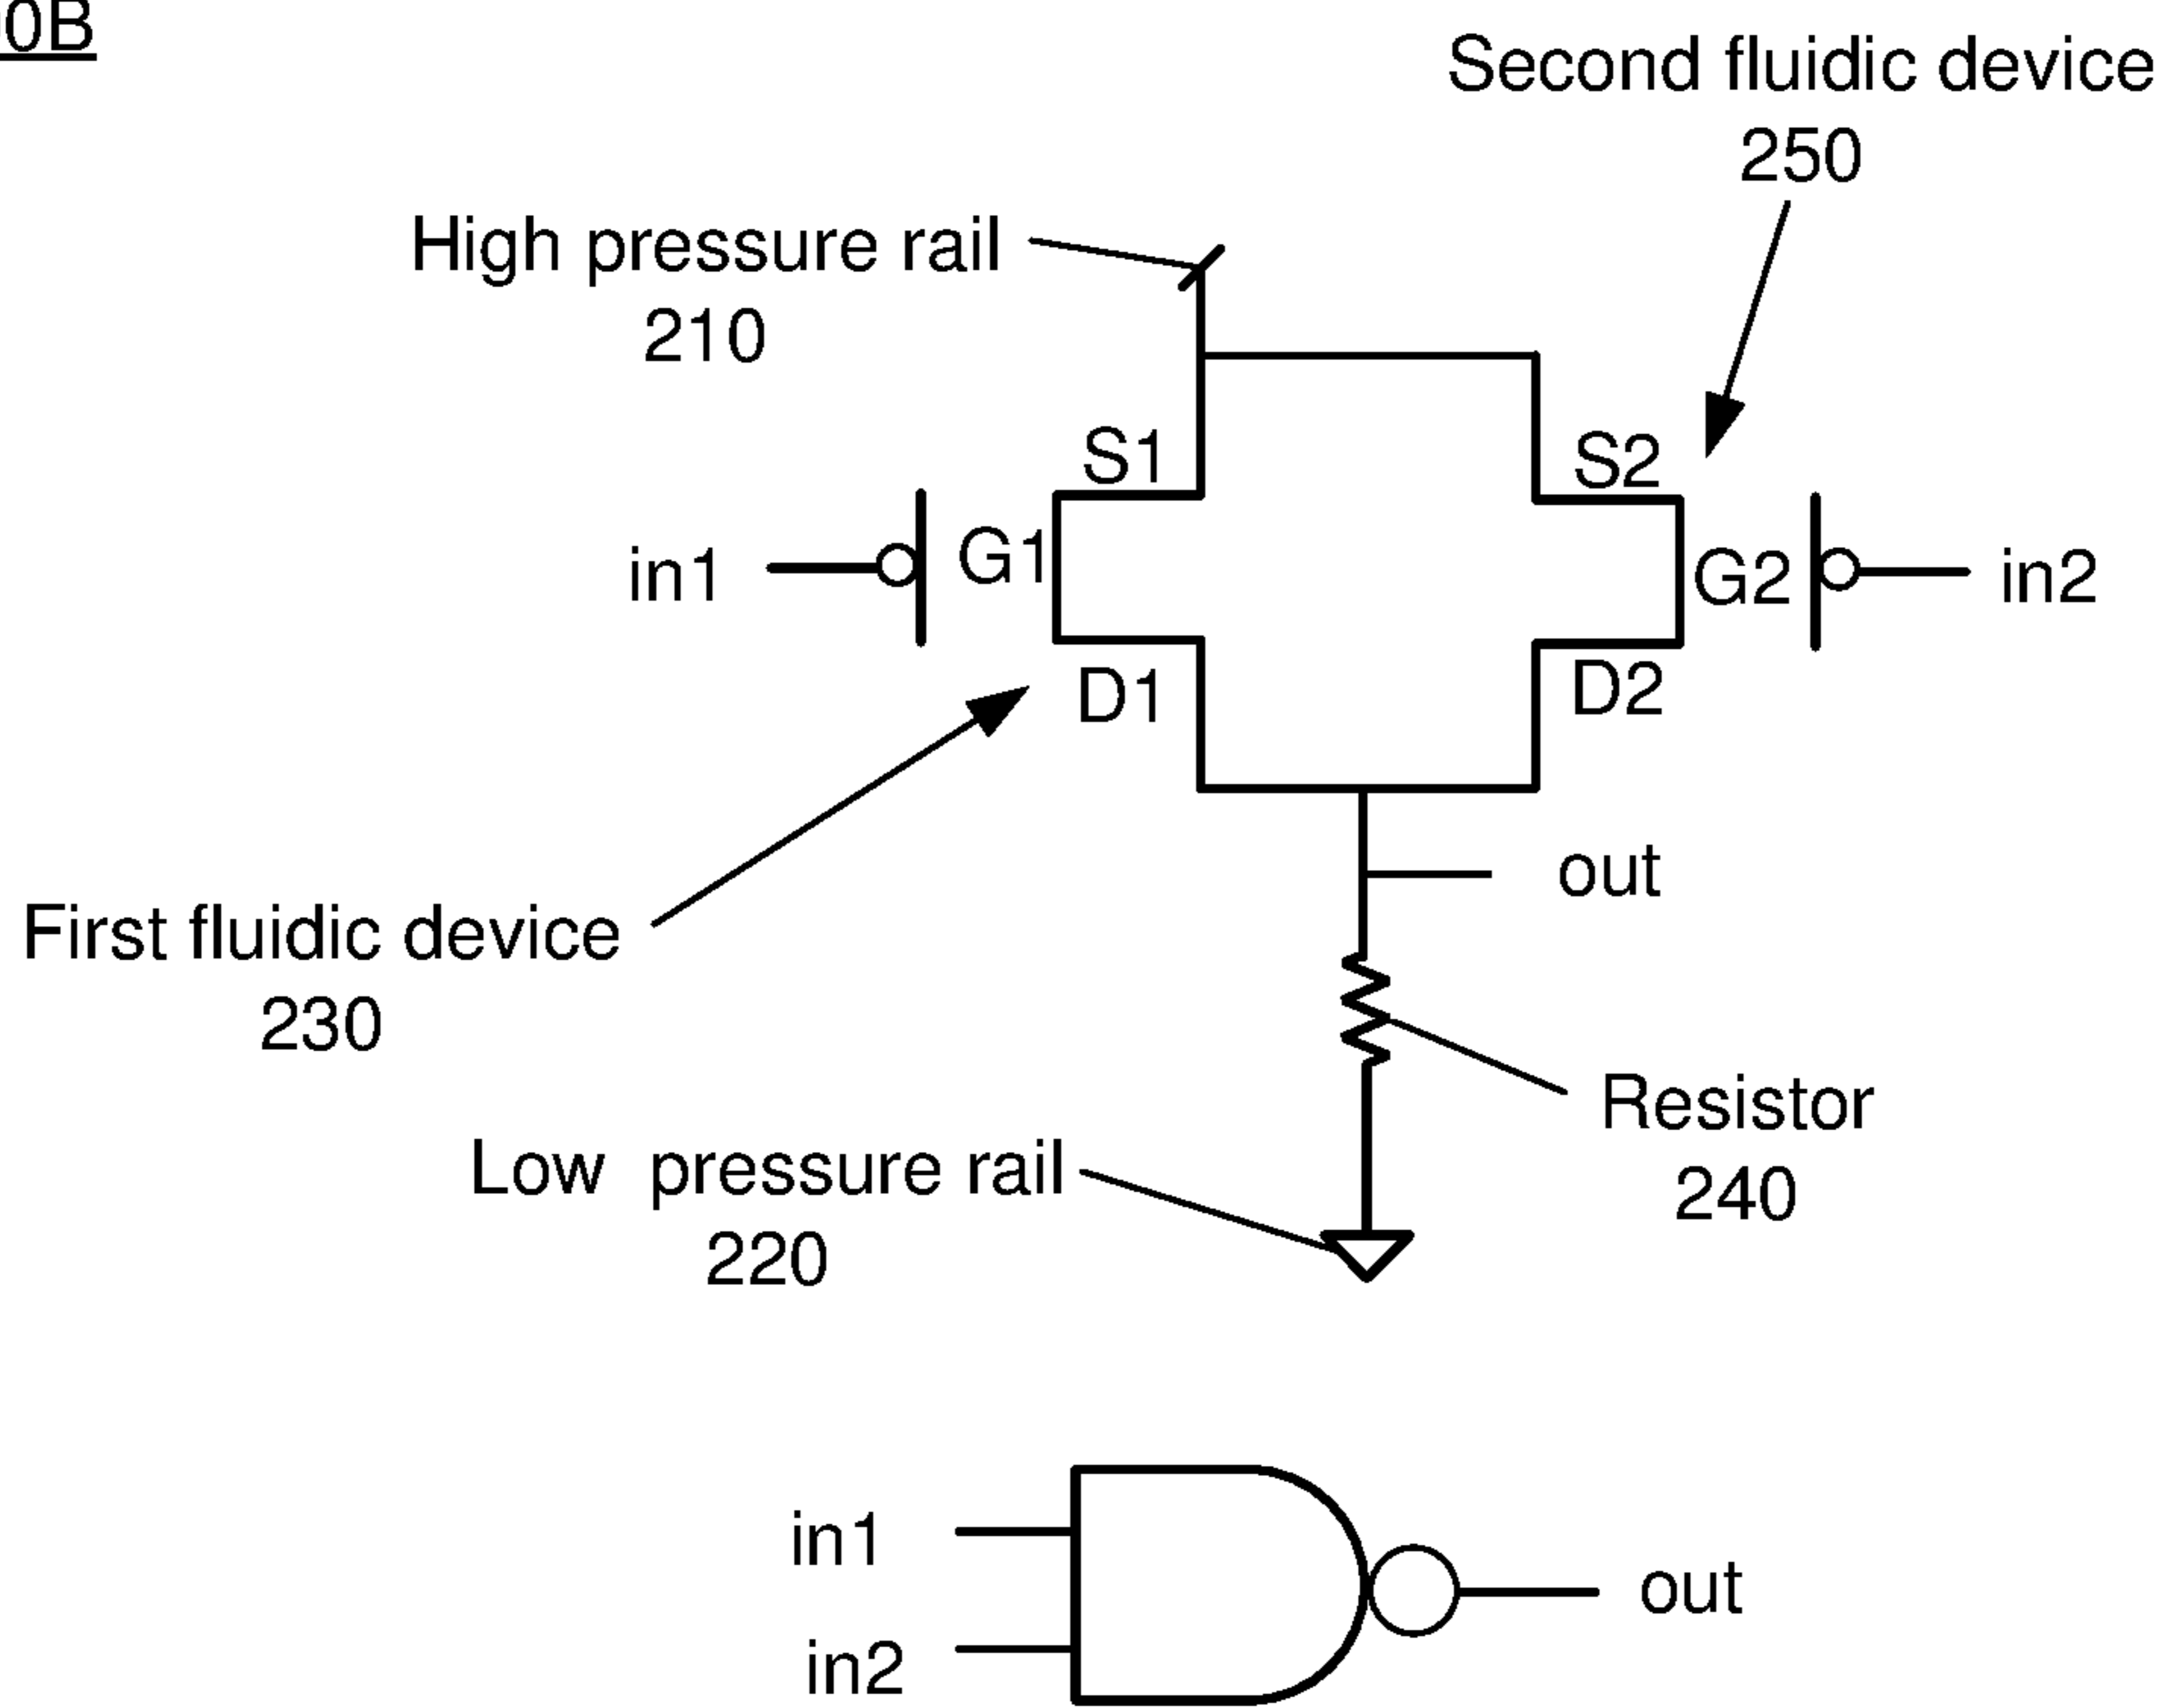 0B
Second fluidic device
250
High pressure rail
210
S1
S2
in1
G1
G2
in2
D1
D2
out
First fluidic device
230
Resistor
240
Low pressure rail
220
in1
out
in2